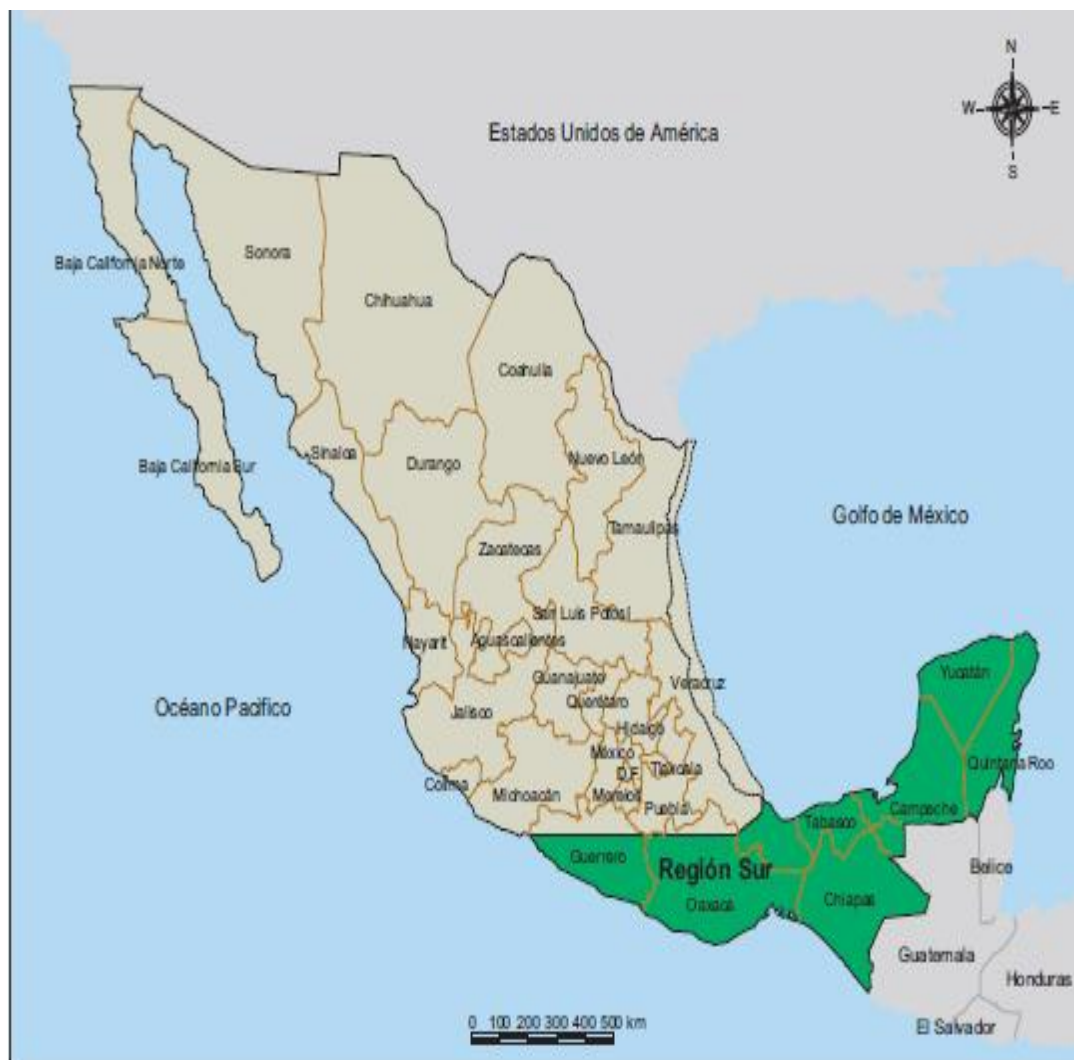 N
W E
S
Estados Unidos de América
Baja California Norte
Sonora
Chihuahua
Coahuila
Sinaloa
Durango
Nuevo León
Baja California Sur
Tamaulipas
Golfo de México
Zacatecas
San Luis Potosí
Nayarit
Aguascalientes
Guanajuato
Querétaro
Veracruz
Yucatán
Océano Pacifico
Jalisco
Hidalgo
México
Quintana Roo
D.F.
Tlaxcala
Colima
Michoacán
Morelos
Puebla
Campeche
Tabasco
Guerrero
Región Sur
Belice
Oaxaca
Chiapas
Guatemala
Honduras
El Salvador
0 100 200 300 400 500 km